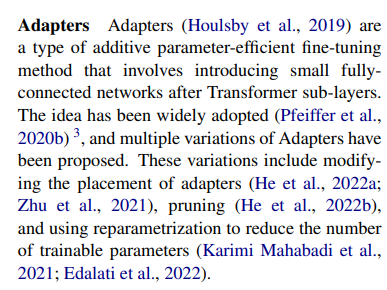 Adapters Adapters (Houlsby et al., 2019) are
a type of additive parameter-efficient fine-tuning
method that involves introducing small fully-
connected networks after Transformer sub-layers.
The idea has been widely adopted (Pfeiffer et al.,
2020b) 3, and multiple variations of Adapters have
been proposed. These variations include modify-
ing the placement of adapters (He et al., 2022a;
Zhu et al., 2021), pruning (He et al., 2022b),
and using reparametrization to reduce the number
of trainable parameters (Karimi Mahabadi et al.,
2021; Edalati et al., 2022).